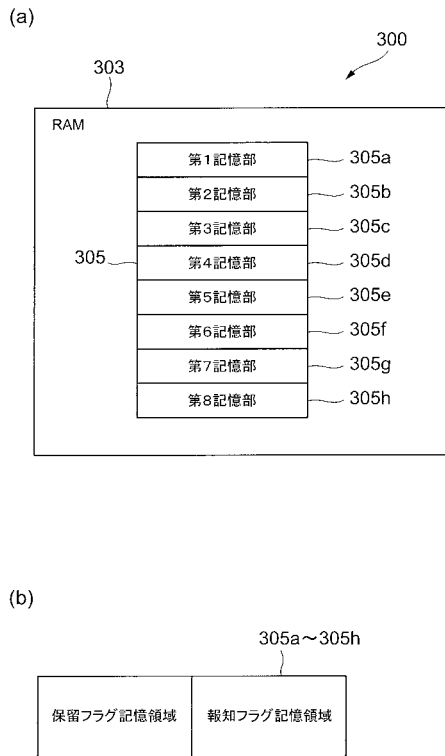 (a)
300
303
RAM
第1記憶部 305a
第2記憶部 305b
第3記憶部 305c
305 第4記憶部 305d
第5記憶部 305e
第6記憶部 305f
第7記憶部 305g
第8記憶部 305h
(b)
305a～305h
保留フラグ記憶領域 報知フラグ記憶領域